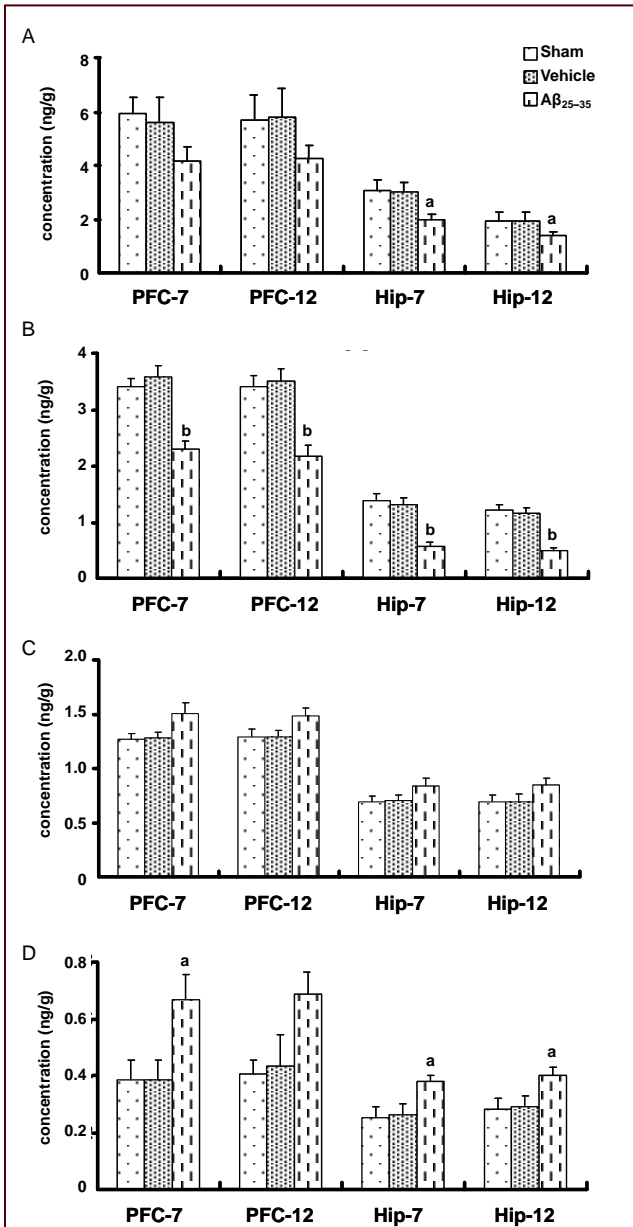 A
Sham
Vehicle
Aβ25–35
concentration (ng/g)
8
6
4
2
0
a
a
PFC-7 PFC-12 Hip-7 Hip-12
B
concentration (ng/g)
4
3
2
1
0
b
b
b
b
PFC-7 PFC-12 Hip-7 Hip-12
C
concentration (ng/g)
2.0
1.5
1.0
0.5
0
PFC-7 PFC-12 Hip-7 Hip-12
D
concentration (ng/g)
0.8
0.6
0.4
0.2
0
a
a
a
PFC-7 PFC-12 Hip-7 Hip-12